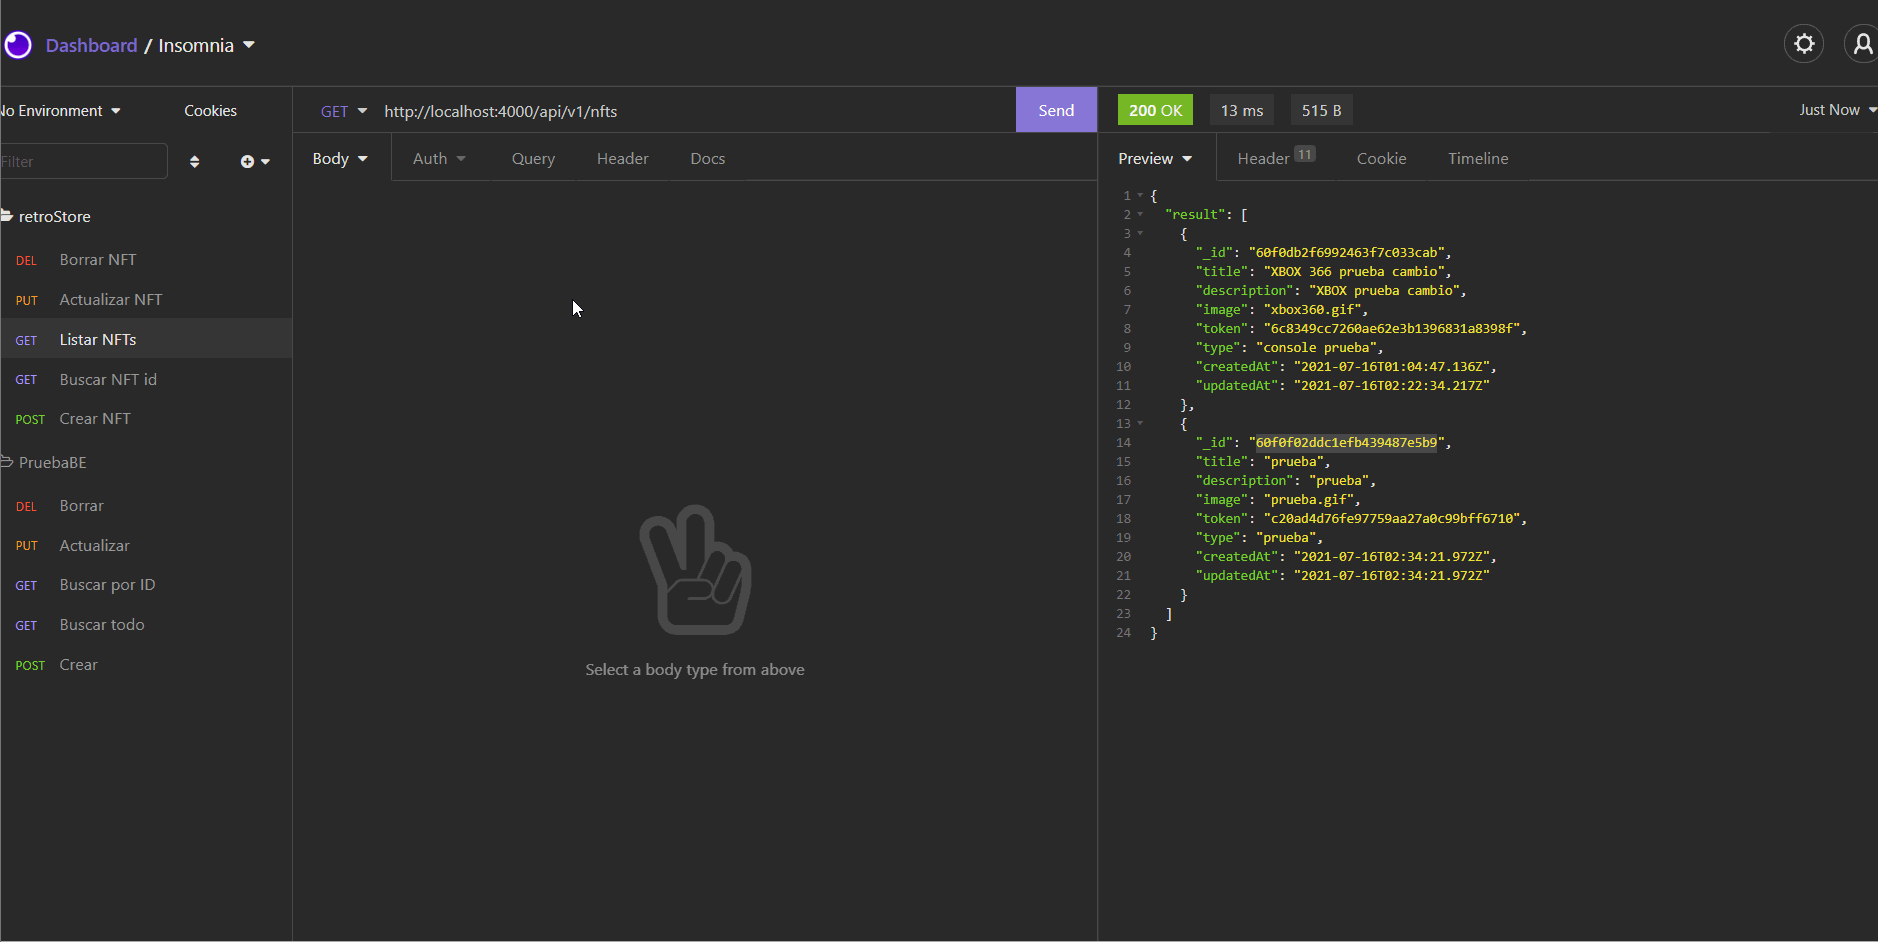 Dashboard / Insomnia
No Environment
Cookies
GET
http://localhost:4000/api/v1/nfts
Send
200 OK
13 ms
515 B
Just Now
Filter
Body
Auth
Query
Header
Docs
Preview
Header 11
Cookie
Timeline
retroStore
DEL Borrar NFT
PUT Actualizar NFT
GET Listar NFTs
GET Buscar NFT id
POST Crear NFT
PruebaBE
DEL Borrar
PUT Actualizar
GET Buscar por ID
GET Buscar todo
POST Crear
Select a body type from above
1 {
2 "result": [
3 {
4 "_id": "60f0db2f6992463f7c033cab",
5 "title": "XBOX 366 prueba cambio",
6 "description": "XBOX prueba cambio",
7 "image": "xbox360.gif",
8 "token": "6c8349cc7260ae62e3b1396831a8398f",
9 "type": "console prueba",
10 "createdAt": "2021-07-16T01:04:47.136Z",
11 "updatedAt": "2021-07-16T02:22:34.217Z"
12 },
13 {
14 "_id": "60f0f02ddc1efb439487e5b9",
15 "title": "prueba",
16 "description": "prueba",
17 "image": "prueba.gif",
18 "token": "c20ad4d76fe97759aa27a0c99bff6710",
19 "type": "prueba",
20 "createdAt": "2021-07-16T02:34:21.972Z",
21 "updatedAt": "2021-07-16T02:34:21.972Z"
22 }
23 ]
24 }